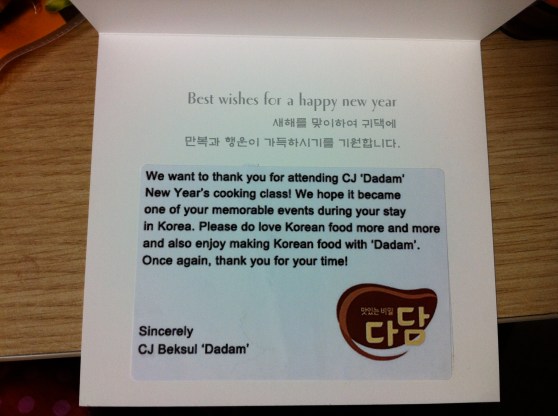 Best wishes for a happy new year
새해를 맞이하여 귀댁에
만복과 행운이 가득하시기를 기원합니다.
We want to thank you for attending CJ 'Dadam'
New Year's cooking class! We hope it became
one of your memorable events during your stay
in Korea. Please do love Korean food more and more
and also enjoy making Korean food with 'Dadam'.
Once again, thank you for your time!
맛있는 비밀
다담
Sincerely
CJ Beksul 'Dadam'